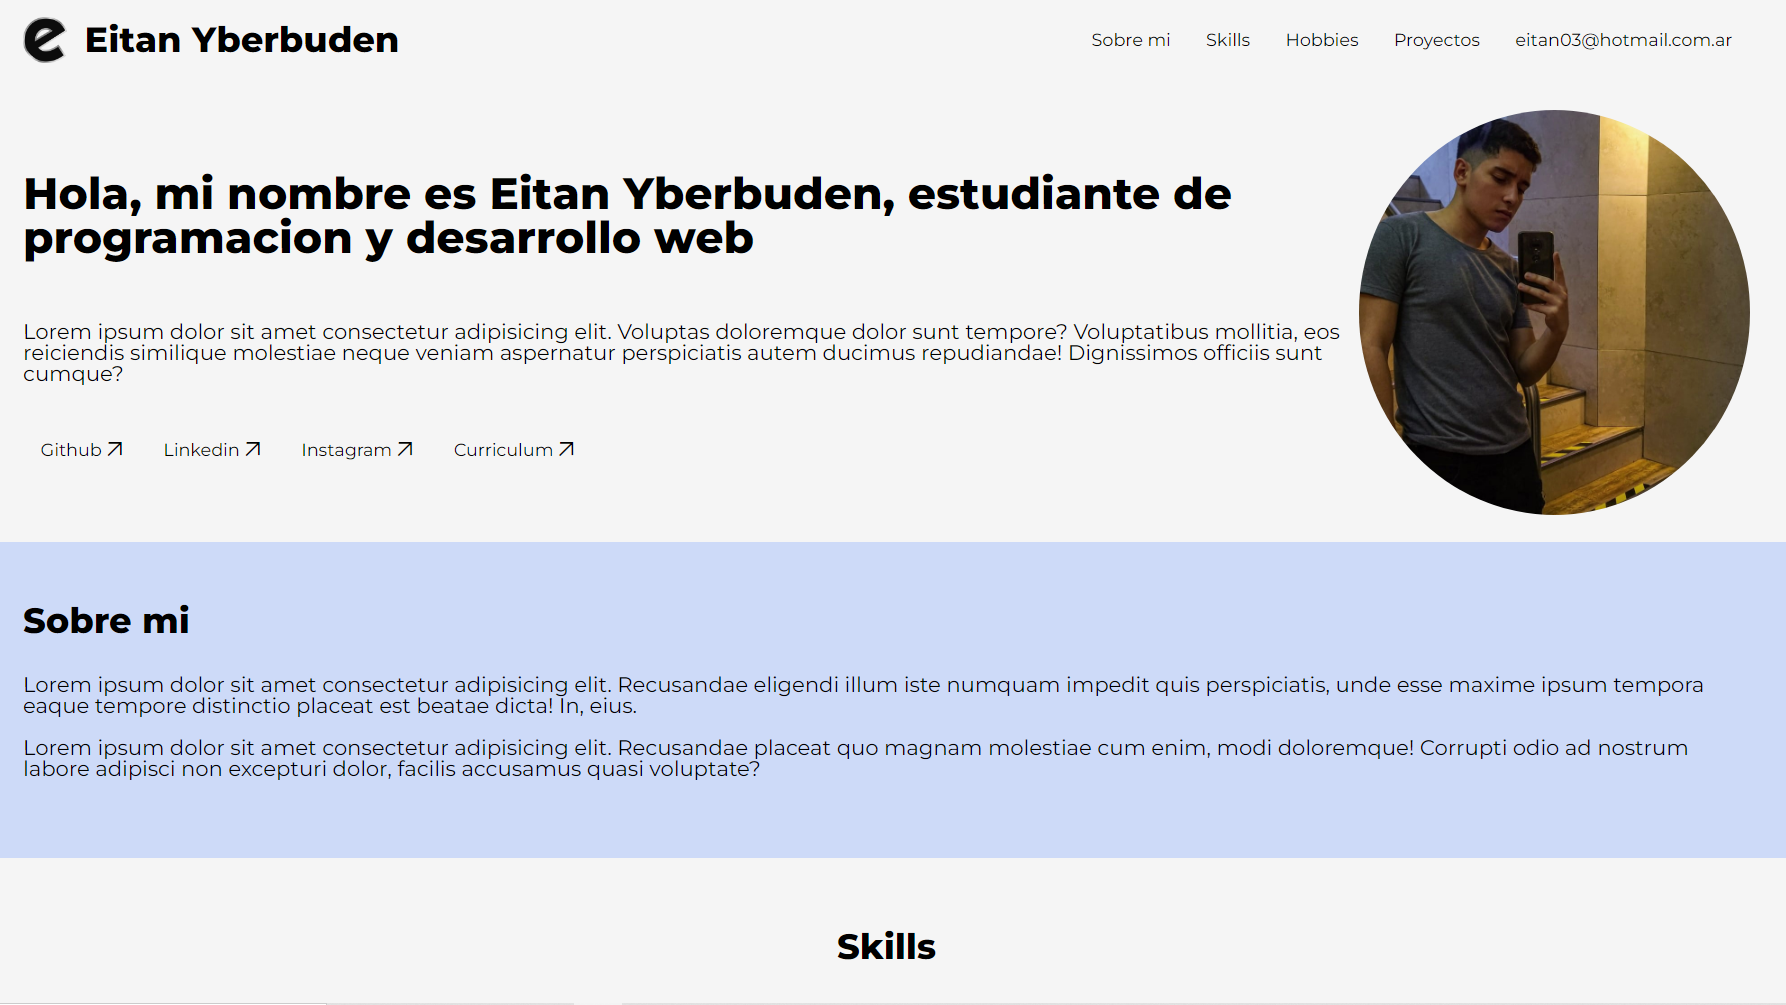 e Eitan Yberbuden
Sobre mi Skills Hobbies Proyectos eitan03@hotmail.com.ar
Hola, mi nombre es Eitan Yberbuden, estudiante de
programacion y desarrollo web
Lorem ipsum dolor sit amet consectetur adipisicing elit. Voluptas doloremque dolor sunt tempore? Voluptatibus mollitia, eos
reiciendis similique molestiae neque veniam aspernatur perspiciatis autem ducimus repudiandae! Dignissimos officiis sunt
cumque?
Github Linkedin Instagram Curriculum
Sobre mi
Lorem ipsum dolor sit amet consectetur adipisicing elit. Recusandae eligendi illum iste numquam impedit quis perspiciatis, unde esse maxime ipsum tempora
eaque tempore distinctio placeat est beatae dicta! In, eius.
Lorem ipsum dolor sit amet consectetur adipisicing elit. Recusandae placeat quo magnam molestiae cum enim, modi doloremque! Corrupti odio ad nostrum
labore adipisci non excepturi dolor, facilis accusamus quasi voluptate?
Skills